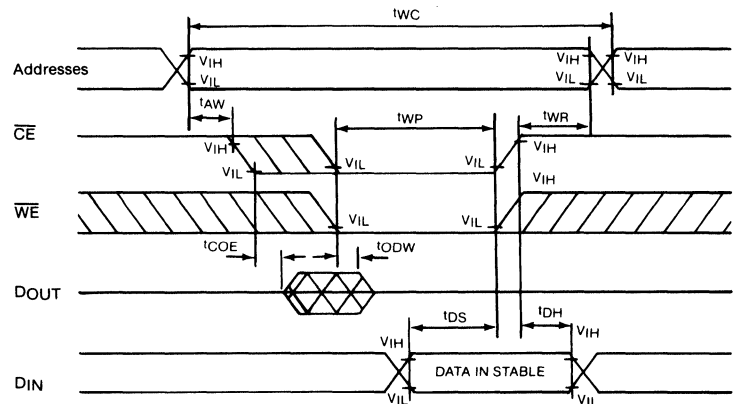 tWC
Addresses
VIH
VIL
VIH
VIL
VIH
VIL
tAW
tWP
tWR
CE
VIH
VIL
VIL
VIL
VIH
WE
VIL
VIL
tCOE
tODW
DOUT
tDS
tDH
VIH
VIH
DIN
DATA IN STABLE
VIL
VIL